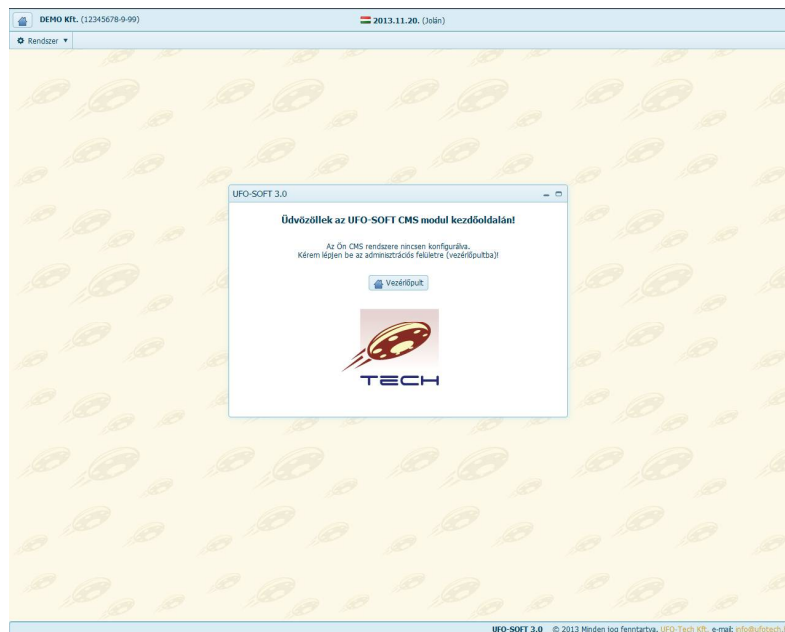 DEMO Kft. (12345678-9-99)
2013.11.20. (Jolán)
Rendszer
UFO-SOFT 3.0
Üdvözöllek az UFO-SOFT CMS modul kezdőoldalán!
Az Ön CMS rendszere nincsen konfigurálva.
Kérem lépjen be az adminisztrációs felületre (vezérlőpultba)!
Vezérlőpult
TECH
UFO-SOFT 3.0 © 2013 Minden jog fenntartva. UFO-Tech Kft. e-mail: info@ufotech.